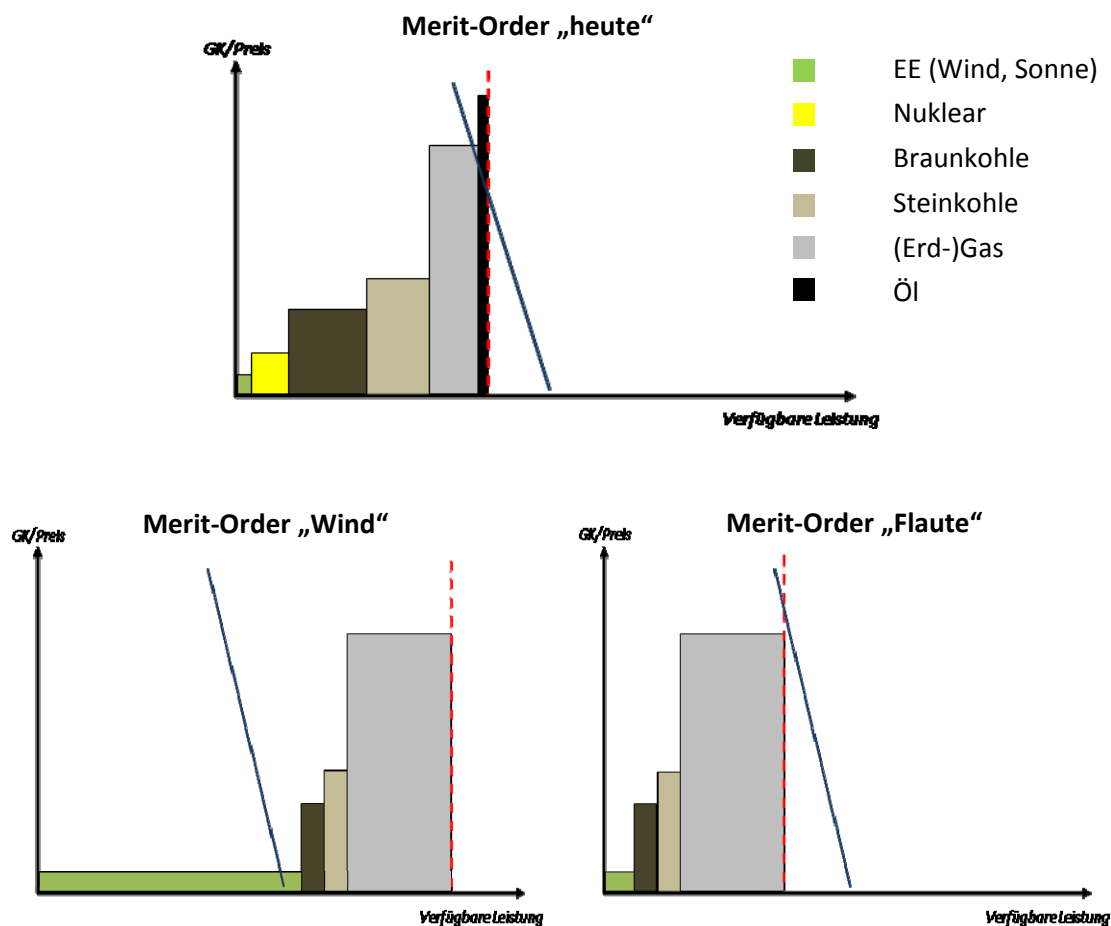 Merit-Order „heute“
GK/Preis
EE (Wind, Sonne)
Nuklear
Braunkohle
Steinkohle
(Erd-)Gas
Öl
Verfügbare Leistung
Merit-Order „Wind“
Merit-Order „Flaute“
GK/Preis
GK/Preis
Verfügbare Leistung
Verfügbare Leistung